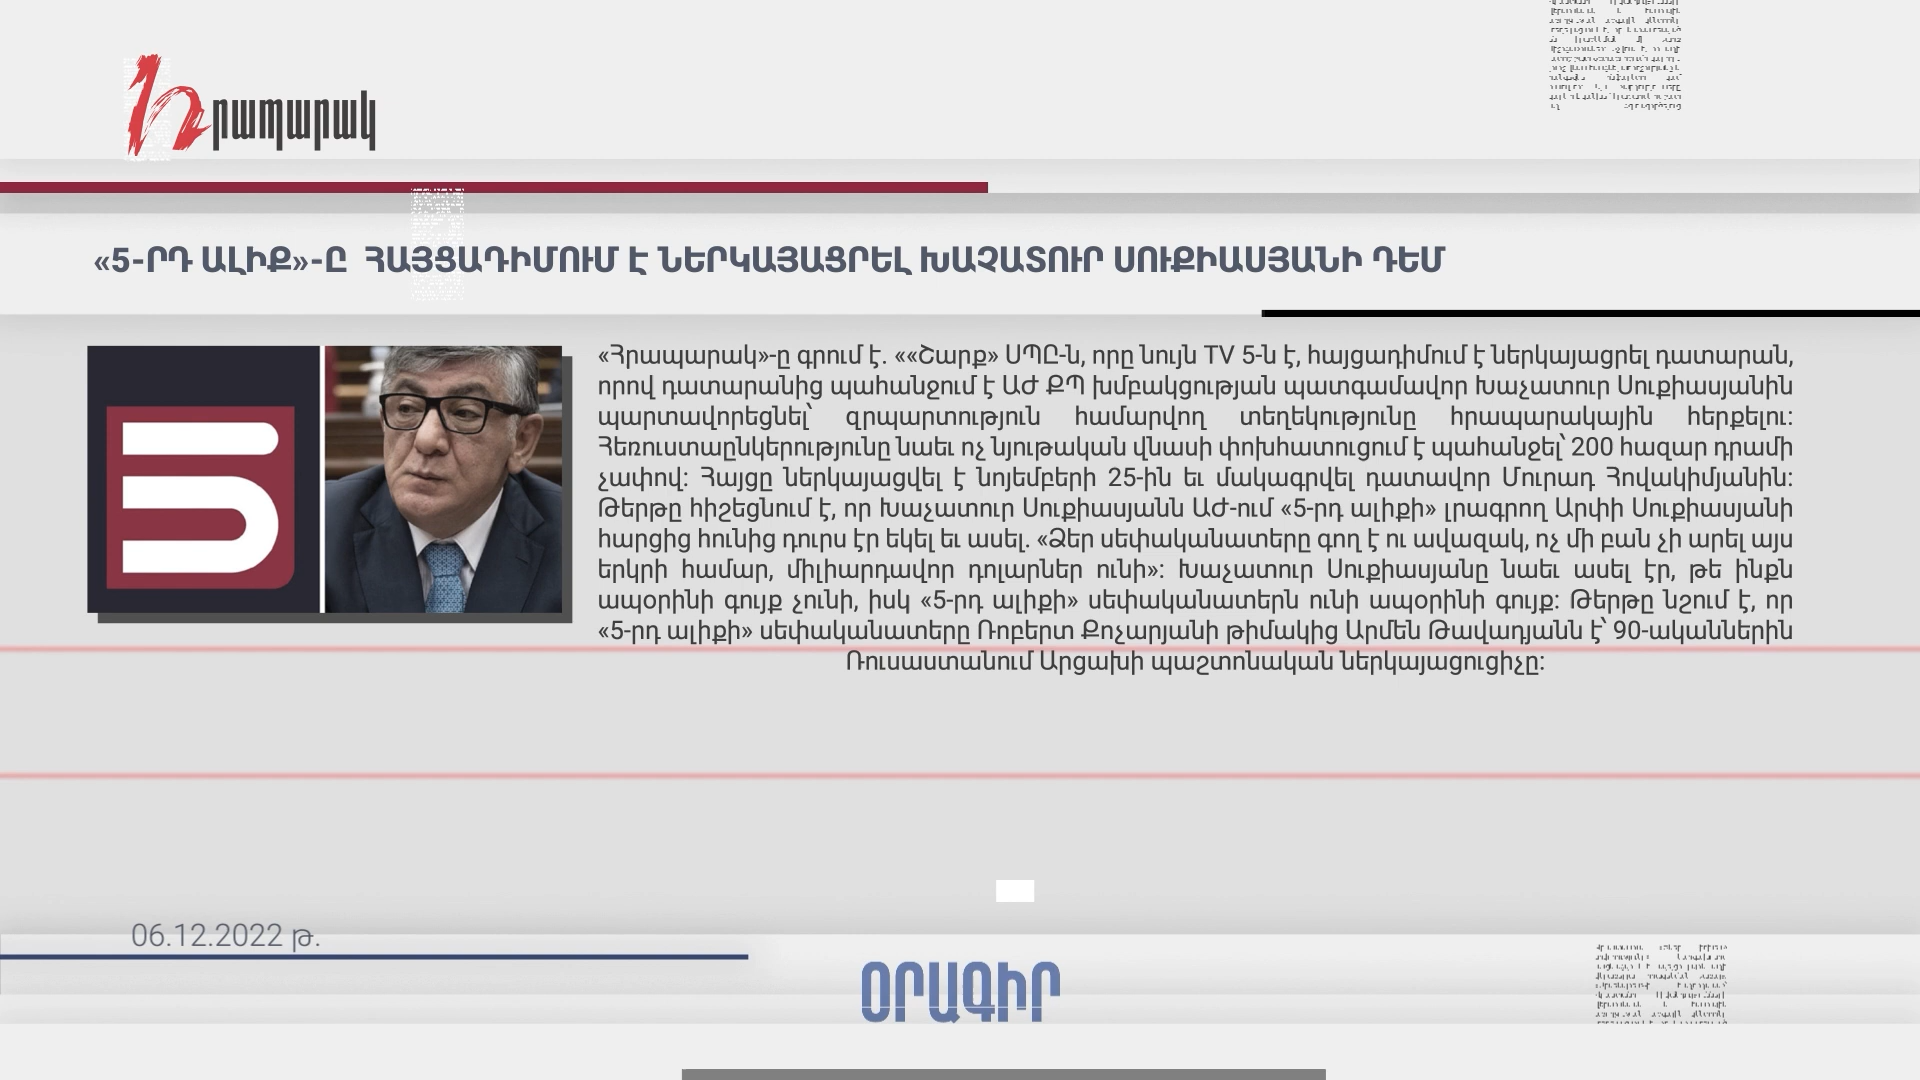 Հրապարակ
«5-ՐԴ ԱԼԻՔ»-Ը ՀԱՅՑԱԴԻՄՈՒՄ Է ՆԵՐԿԱՅԱՑՐԵԼ ԽԱՉԱՏՈՒՐ ՍՈՒՔԻԱՍՅԱՆԻ ԴԵՄ
«Հրապարակ»-ը գրում է. ««Շարք» ՍՊԸ-ն, որը նույն TV 5-ն է, հայցադիմում է ներկայացրել դատարան,
որով դատարանից պահանջում է ԱԺ ՔՊ խմբակցության պատգամավոր Խաչատուր Սուքիասյանին
պարտավորեցնել՝ զրպարտություն համարվող տեղեկությունը հրապարակային հերքելու:
Հեռուստաընկերությունը նաեւ ոչ նյութական վնասի փոխհատուցում է պահանջել՝ 200 հազար դրամի
չափով: Հայցը ներկայացվել է նոյեմբերի 25-ին եւ մակագրվել դատավոր Մուրադ Հովակիմյանին:
Թերթը հիշեցնում է, որ Խաչատուր Սուքիասյանն ԱԺ-ում «5-րդ ալիքի» լրագրող Արփի Սուքիասյանի
հարցից հունից դուրս էր եկել եւ ասել. «Ձեր սեփականատերը գող է ու ավազակ, ոչ մի բան չի արել այս
երկրի համար, միլիարդավոր դոլարներ ունի»: Խաչատուր Սուքիասյանը նաեւ ասել էր, թե ինքն
ապօրինի գույք չունի, իսկ «5-րդ ալիքի» սեփականատերն ունի ապօրինի գույք: Թերթը նշում է, որ
«5-րդ ալիքի» սեփականատերը Ռոբերտ Քոչարյանի թիմակից Արմեն Թավադյանն է՝ 90-ականներին
Ռուսաստանում Արցախի պաշտոնական ներկայացուցիչը:
06.12.2022 թ.
ՕՐԱԳԻՐ